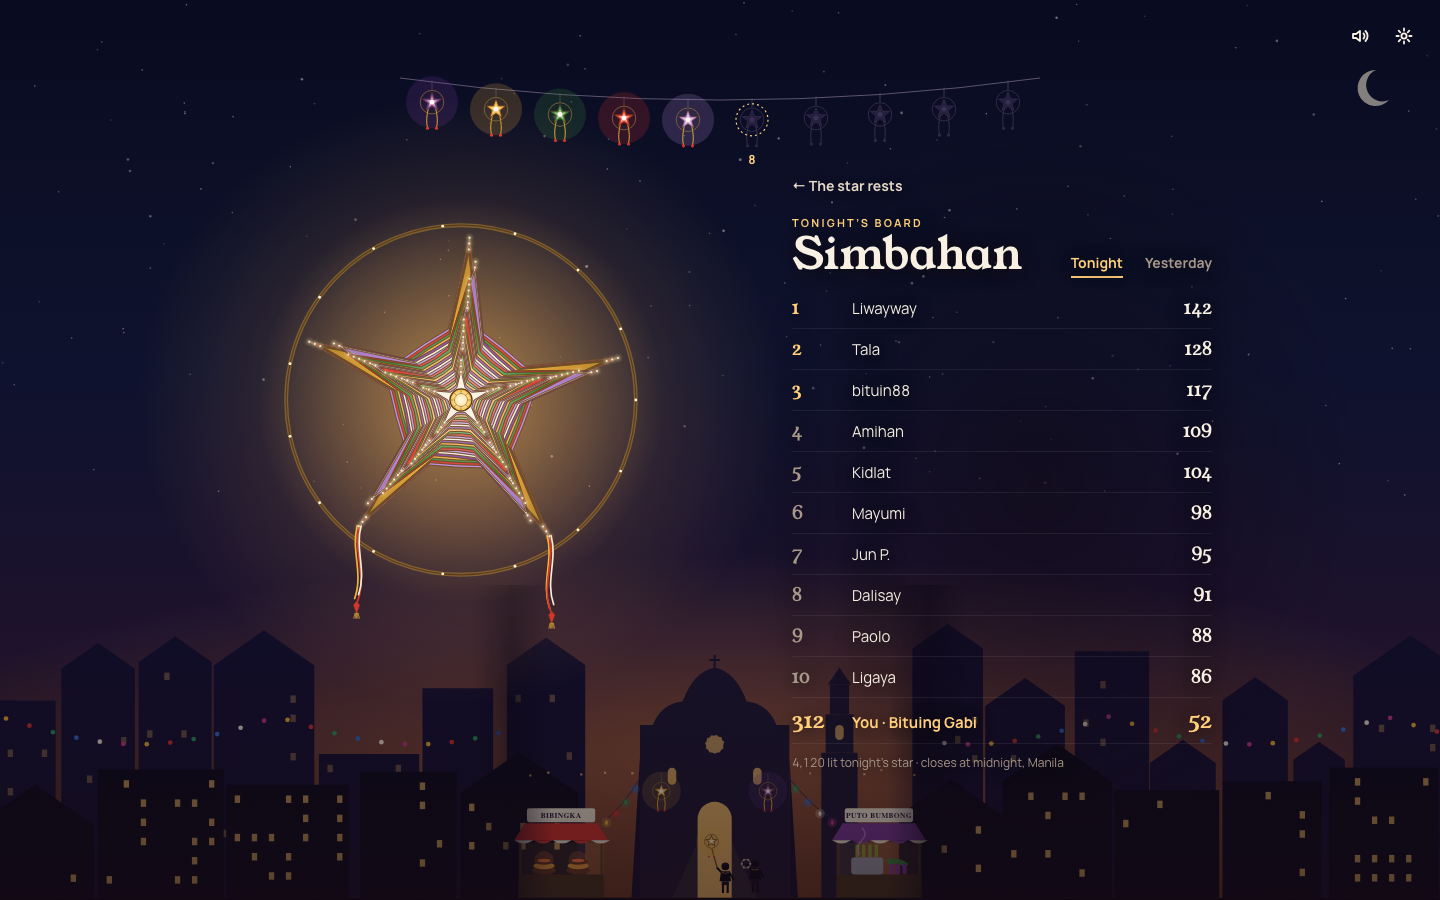 8
← The star rests
TONIGHT'S BOARD
Simbahan
Tonight Yesterday
1 Liwayway 142
2 Tala 128
3 bituin88 117
4 Amihan 109
5 Kidlat 104
6 Mayumi 98
7 Jun P. 95
8 Dalisay 91
9 Paolo 88
10 Ligaya 86
312 You · Bituing Gabi 52
4,120 lit tonight's star · closes at midnight, Manila
BIBINGKA
PUTO BUMBONG